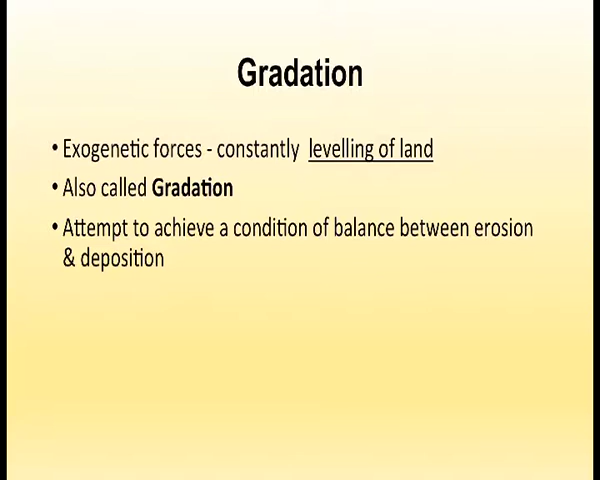 Gradation
• Exogenetic forces - constantly levelling of land
• Also called Gradation
• Attempt to achieve a condition of balance between erosion
& deposition